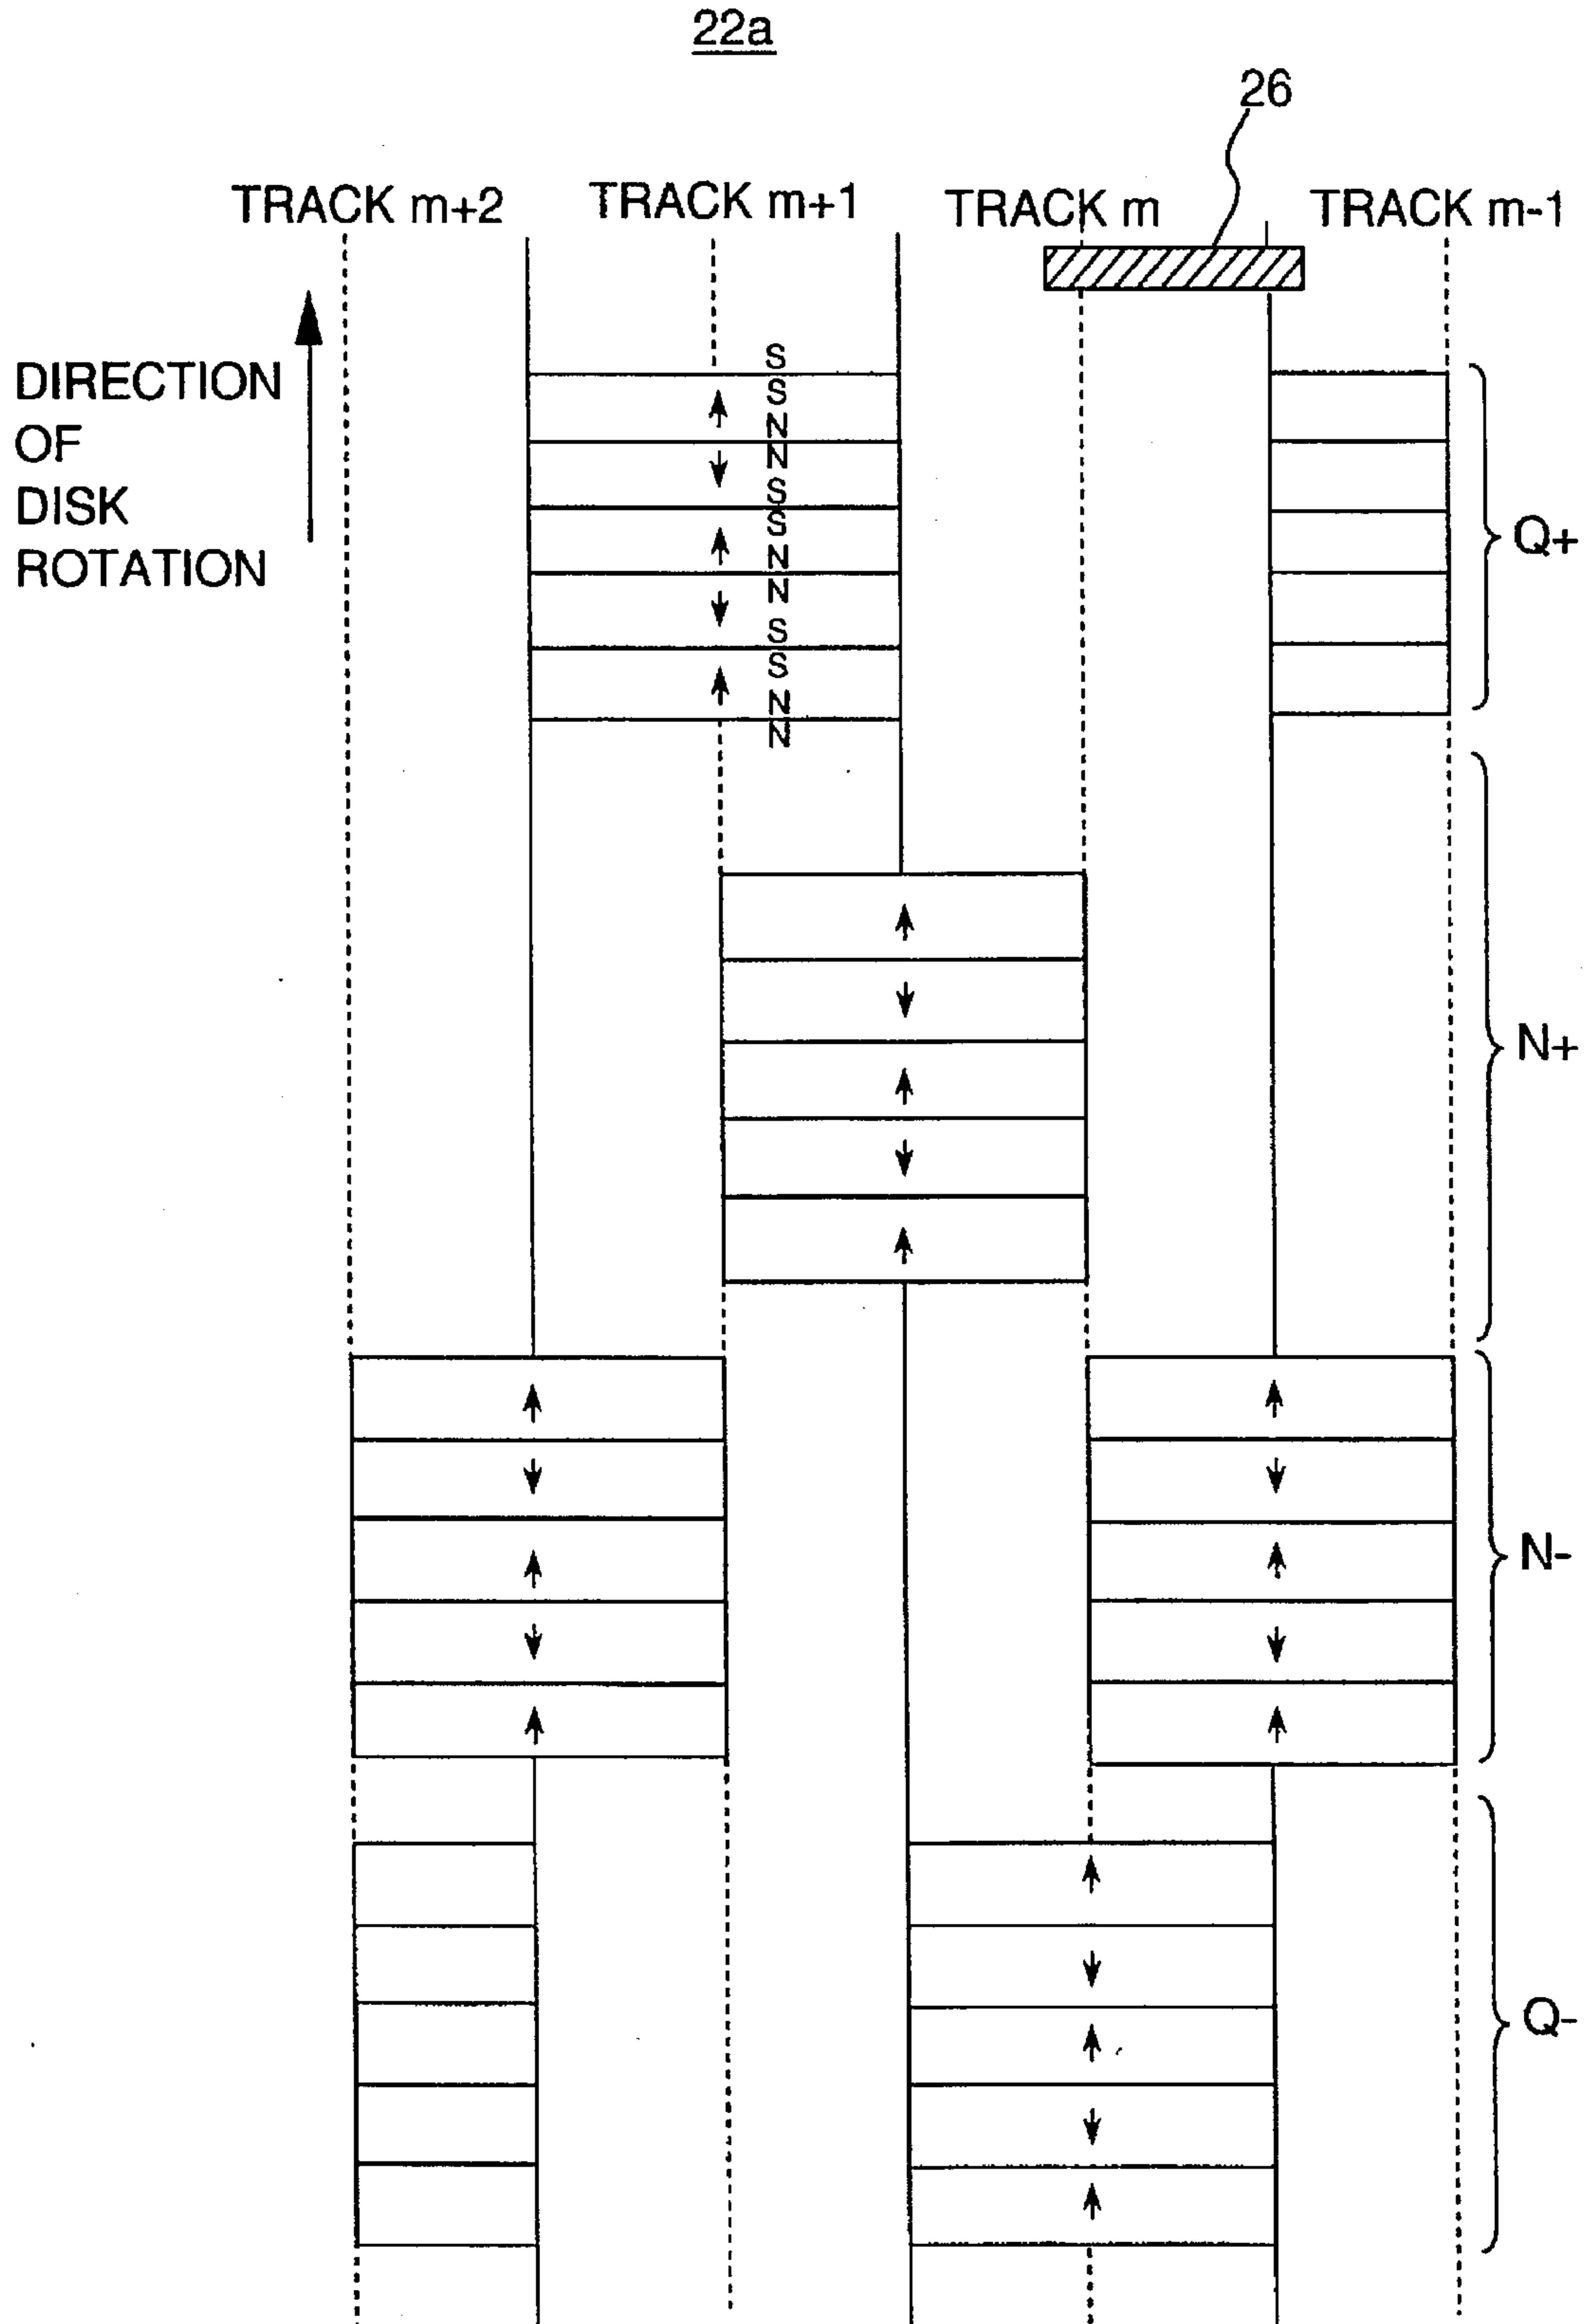 22a
26
TRACK m+2
TRACK m+1
TRACK m
TRACK m-1
DIRECTION
OF
DISK
ROTATION
S
S
N
N
S
S
N
N
S
S
N
N
Q+
N+
N-
Q-